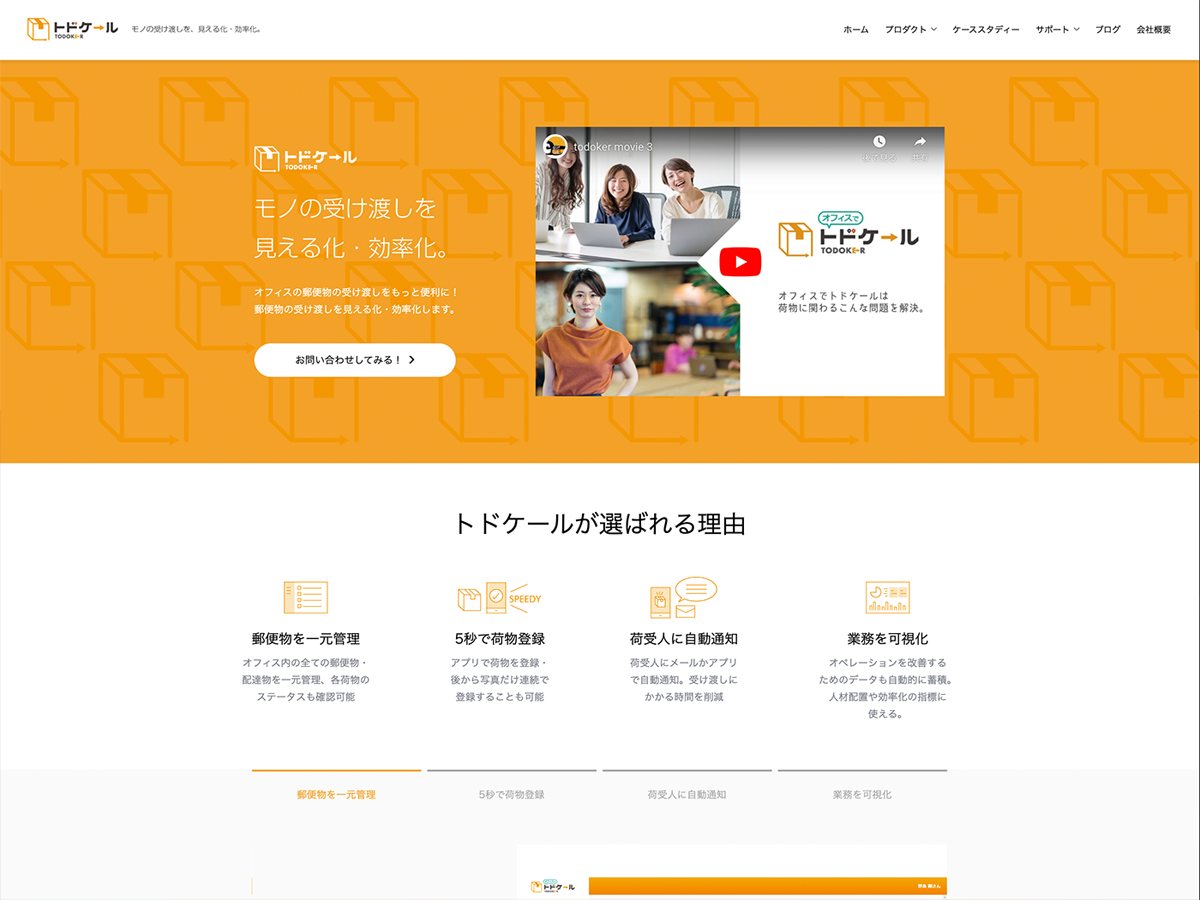 トドケール
TODOKE-R
モノの受け渡しを、見える化・効率化。
ホーム
プロダクト
ケーススタディー
サポート
ブログ
会社概要
トドケール
TODOKE-R
モノの受け渡しを
見える化・効率化。
オフィスの郵便物の受け渡しをもっと便利に！
郵便物の受け渡しを見える化・効率化します。
お問い合わせしてみる！
todoker movie 3
後で見る
共有
オフィスで
トドケール
TODOKE-R
オフィスでトドケールは
荷物に関わるこんな問題を解決。
トドケールが選ばれる理由
SPEEDY
郵便物を一元管理
オフィス内の全ての郵便物・
配達物を一元管理、各荷物の
ステータスも確認可能
5秒で荷物登録
アプリで荷物を登録・
後から写真だけ連続で
登録することも可能
荷受人に自動通知
荷受人にメールかアプリ
で自動通知。受け渡しに
かかる時間を削減
業務を可視化
オペレーションを改善する
ためのデータも自動的に蓄積。
人材配置や効率化の指標に
使える。
郵便物を一元管理
5秒で荷物登録
荷受人に自動通知
業務を可視化
トドケール